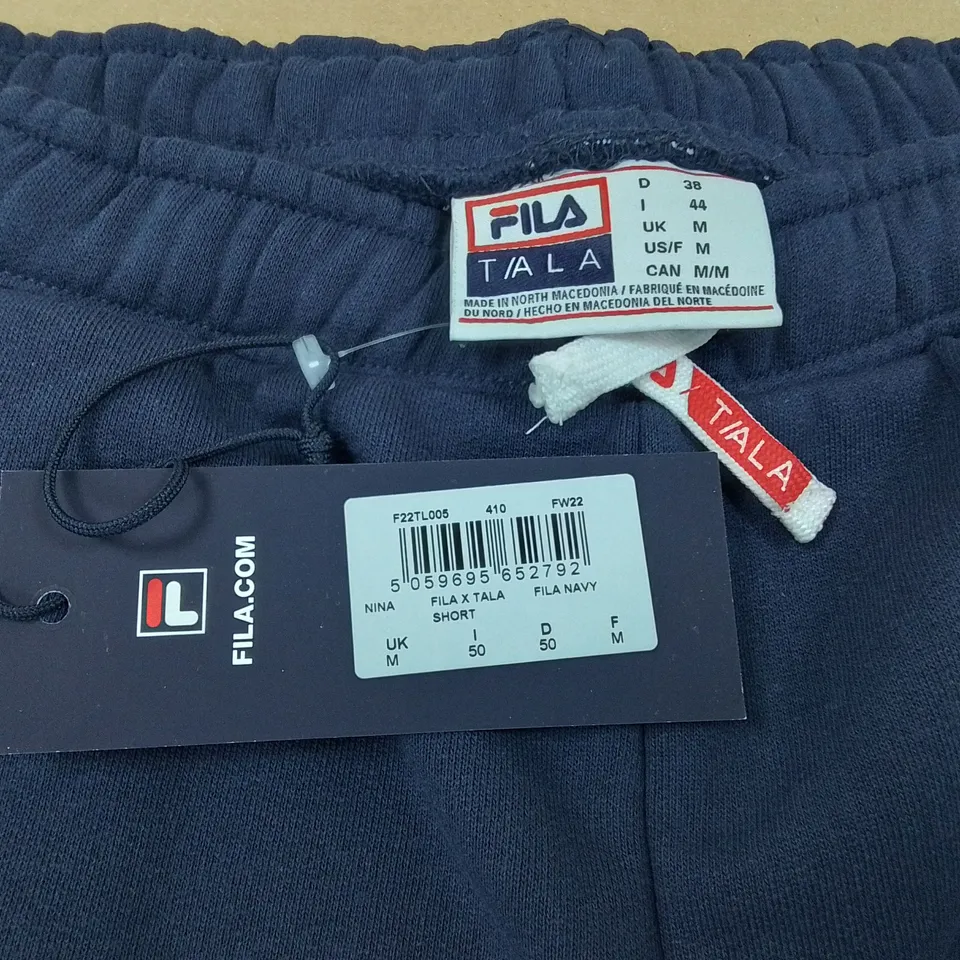 FILA
T/ALA
D 38
I 44
UK M
US/F M
CAN M/M
MADE IN NORTH MACEDONIA / FABRIQUÉ EN MACÉDOINE
DU NORD / HECHO EN MACEDONIA DEL NORTE
T/ALA
FILA.COM
F22TL005 410 FW22
5 059695 652792
NINA FILA X TALA FILA NAVY
SHORT
UK I D F
M 50 50 M